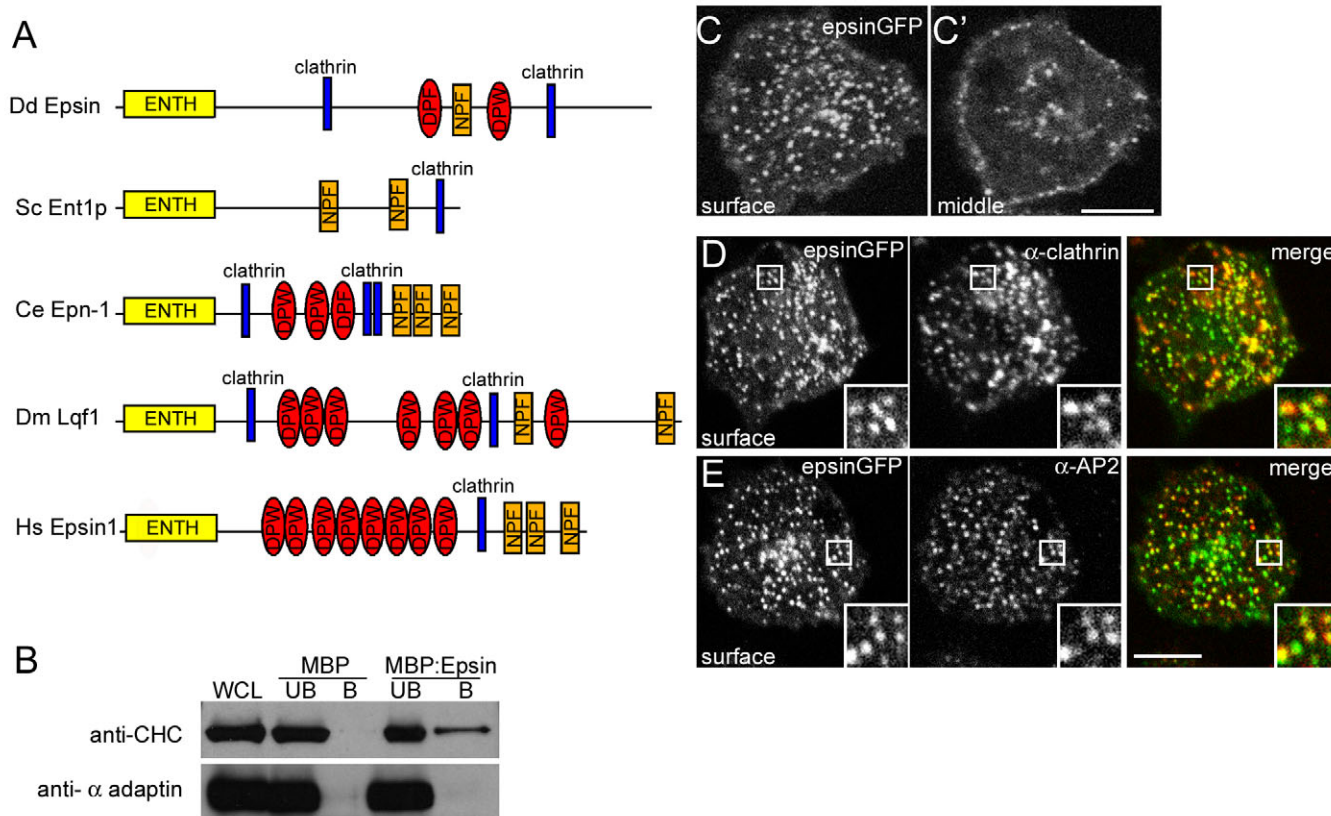 A
Dd Epsin ENTH clathrin DPF NPF DPW clathrin
Sc Ent1p ENTH NPF NPF clathrin
Ce Epn-1 ENTH clathrin DPW DPW DPF clathrin NPF NPF NPF
Dm Lqf1 ENTH clathrin DPW DPW DPW DPW DPW DPW clathrin NPF DPW NPF
Hs Epsin1 ENTH DPW DPW DPW DPW DPW DPW DPW DPW clathrin NPF NPF NPF
B
MBP MBP:Epsin
WCL UB B UB B
anti-CHC
anti- α adaptin
C epsinGFP C’
surface middle
D epsinGFP α-clathrin merge
surface
E epsinGFP α-AP2 merge
surface